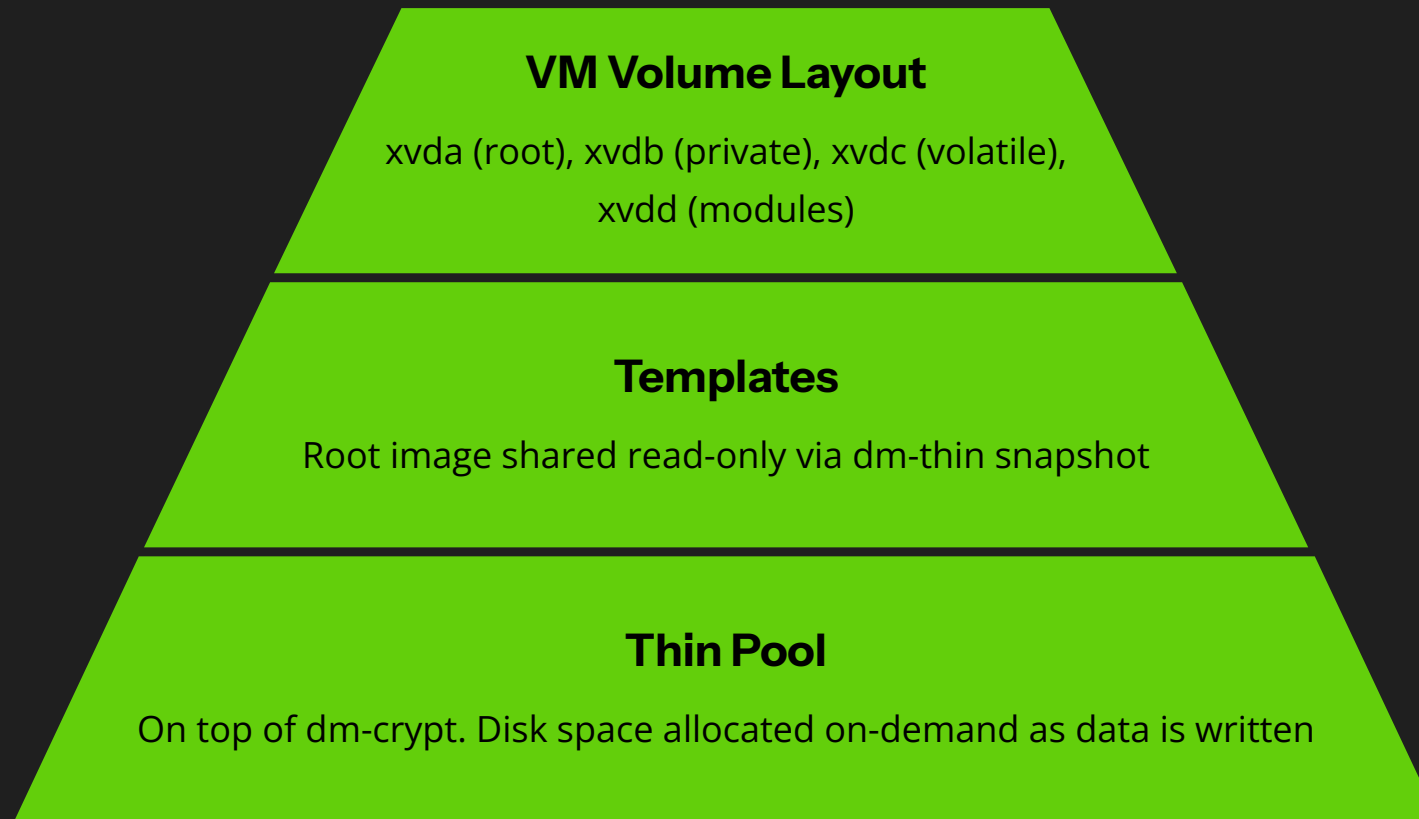 VM Volume Layout
xvda (root), xvdb (private), xvdc (volatile),
xvdd (modules)
Templates
Root image shared read-only via dm-thin snapshot
Thin Pool
On top of dm-crypt. Disk space allocated on-demand as data is written